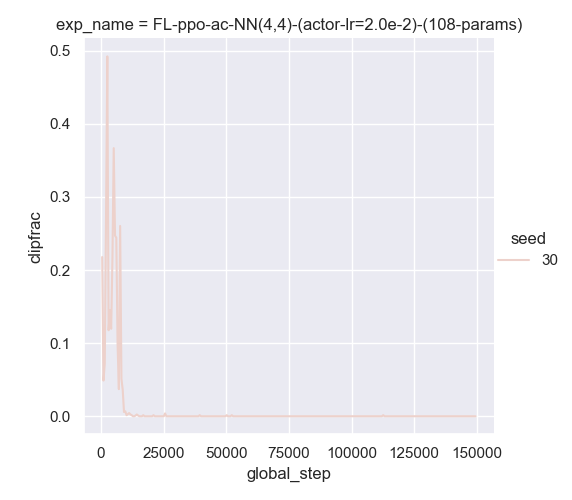 exp_name = FL-ppo-ac-NN(4,4)-(actor-lr=2.0e-2)-(108-params)
0.5
0.4
0.3
0.2
0.1
0.0
clipfrac
seed
30
0 25000 50000 75000 100000 125000 150000
global_step